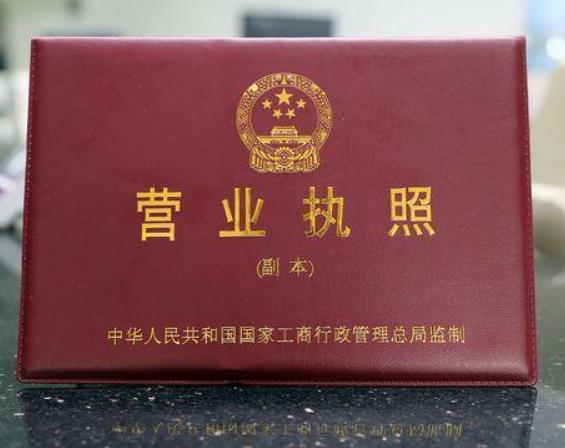 营业执照
(副本)
中华人民共和国国家工商行政管理总局监制